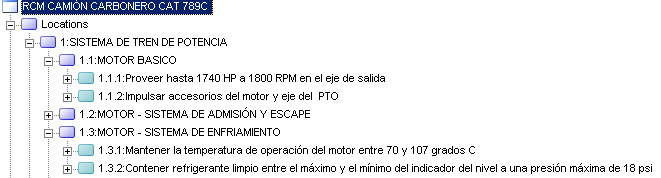 RCM CAMIÓN CARBONERO CAT 789C
Locations
1:SISTEMA DE TREN DE POTENCIA
1.1:MOTOR BASICO
1.1.1:Proveer hasta 1740 HP a 1800 RPM en el eje de salida
1.1.2:Impulsar accesorios del motor y eje del  PTO
1.2:MOTOR - SISTEMA DE ADMISIÓN Y ESCAPE
1.3:MOTOR - SISTEMA DE ENFRIAMIENTO
1.3.1:Mantener la temperatura de operación del motor entre 70 y 107 grados C
1.3.2:Contener refrigerante limpio entre el máximo y el mínimo del indicador del nivel a una presión máxima de 18 psi